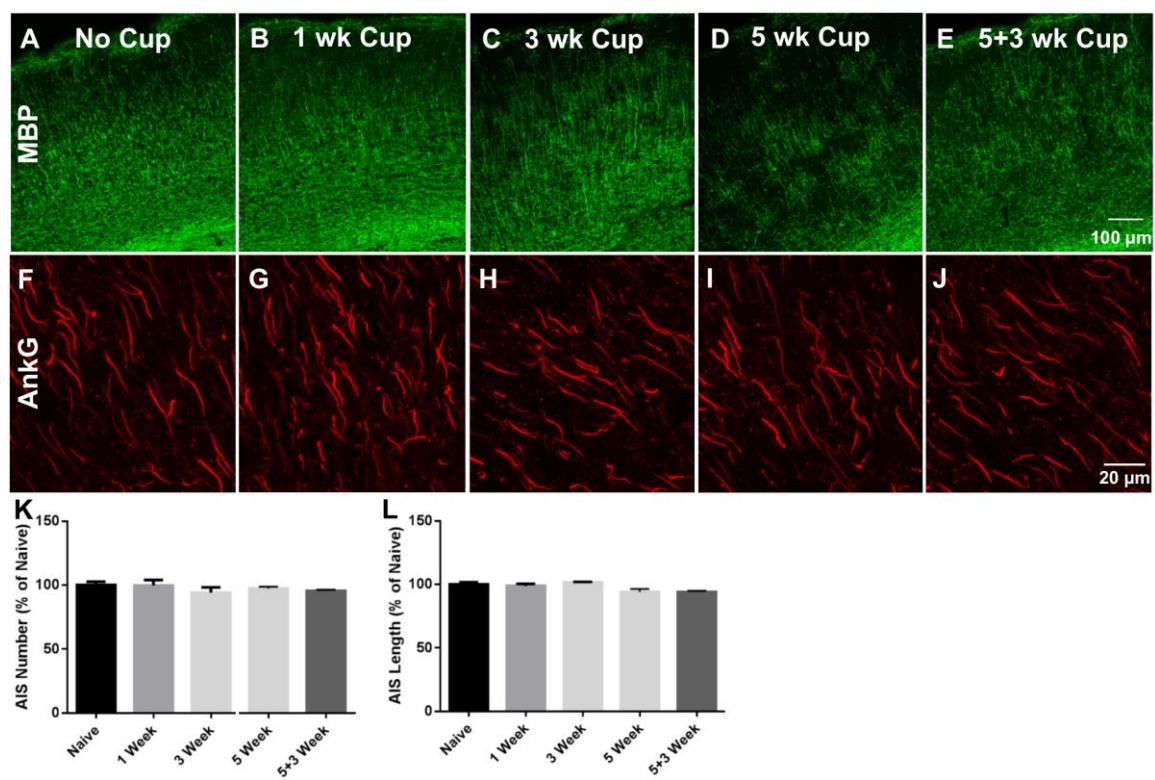 A No Cup
B 1 wk Cup
C 3 wk Cup
D 5 wk Cup
E 5+3 wk Cup
MBP
100 µm
F
G
H
I
J
AnkG
20 µm
K
AIS Number (% of Naive)
150
100
50
0
Naive
1 Week
3 Week
5 Week
5+3 Week
L
AIS Length (% of Naive)
150
100
50
0
Naive
1 Week
3 Week
5 Week
5+3 Week